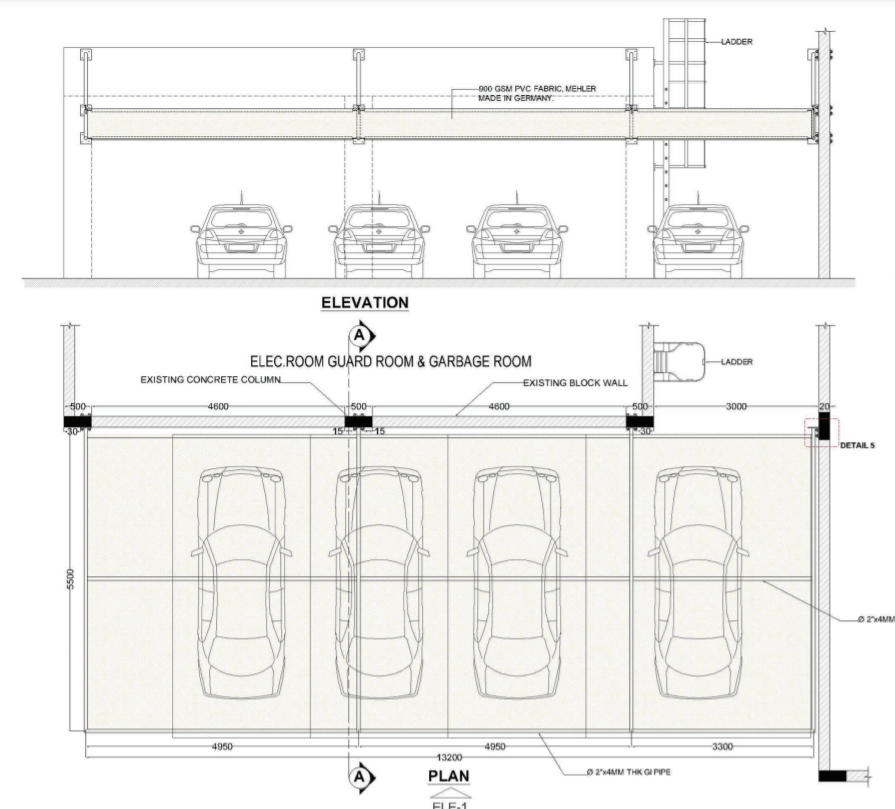 LADDER
900 GSM PVC FABRIC, MEHLER
MADE IN GERMANY.
ELEVATION
A
ELEC.ROOM GUARD ROOM & GARBAGE ROOM
LADDER
EXISTING CONCRETE COLUMN
EXISTING BLOCK WALL
500
4600
500
4600
500
3000
20
30
15
15
30
DETAIL 5
5500
Ø 2"x4MM
4950
4950
3300
13200
A
PLAN
Ø 2"x4MM THK GI PIPE
ELE-1